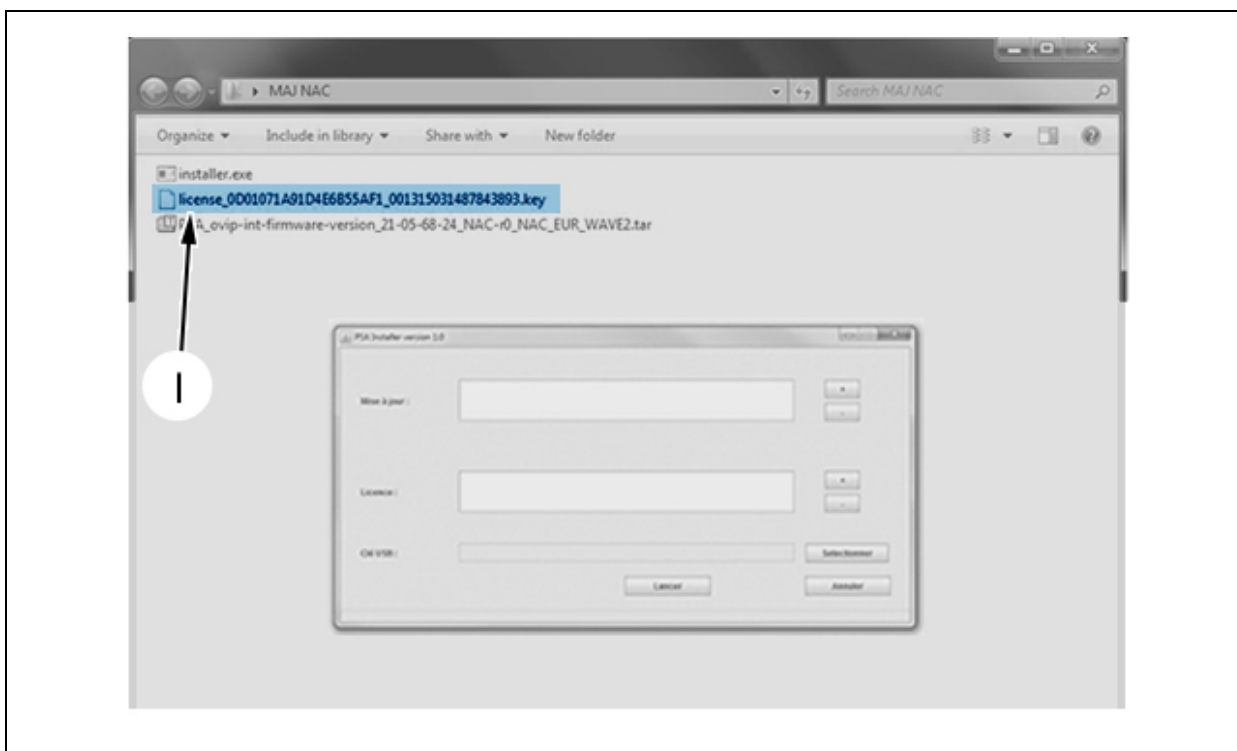 MAJ NAC
Search MAJ NAC
Organize
Include in library
Share with
New folder
installer.exe
license_0D01071A91D4E6B55AF1_001315031487843893.key
_ovip-int-firmware-version_21-05-68-24_NAC-r0_NAC_EUR_WAVE2.tar
PSA Installer version 1.0
Mise à jour :
+
-
I
Licence :
+
-
Clé USB :
Sélectionner
Lancer
Annuler